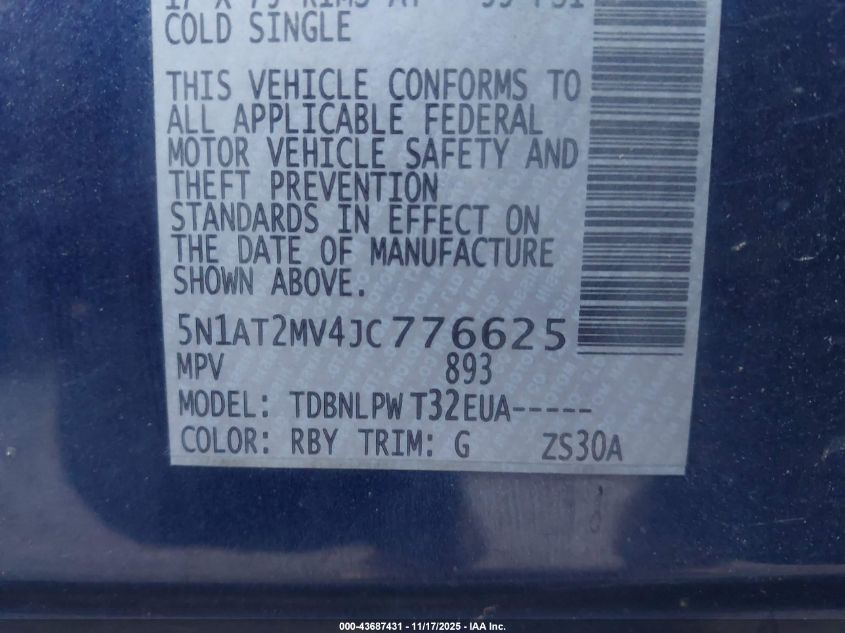 COLD SINGLE
THIS VEHICLE CONFORMS TO
ALL APPLICABLE FEDERAL
MOTOR VEHICLE SAFETY AND
THEFT PREVENTION
STANDARDS IN EFFECT ON
THE DATE OF MANUFACTURE
SHOWN ABOVE.
5N1AT2MV4JC776625
MPV 893
MODEL: TDBNLPW T32EUA-----
COLOR: RBY TRIM: G ZS30A
000-43687431 - 11/17/2025 - IAA Inc.